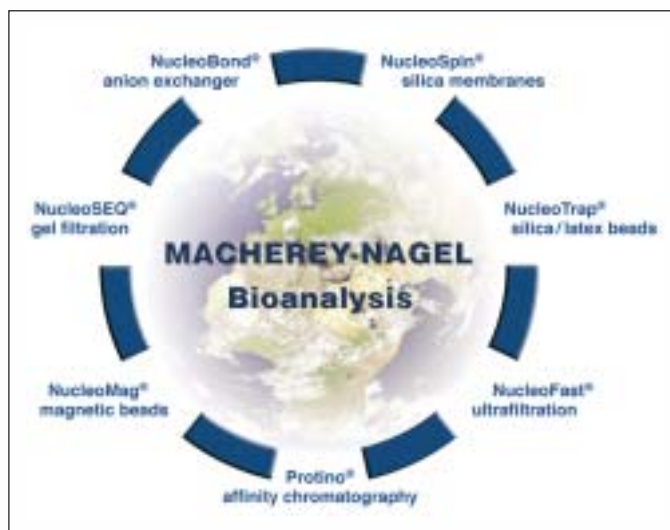 NucleoBond®
anion exchanger
NucleoSpin®
silica membranes
NucleoSEQ®
gel filtration
NucleoTrap®
silica/latex beads
MACHEREY-NAGEL
Bioanalysis
NucleoMag®
magnetic beads
NucleoFast®
ultrafiltration
Protino®
affinity chromatography